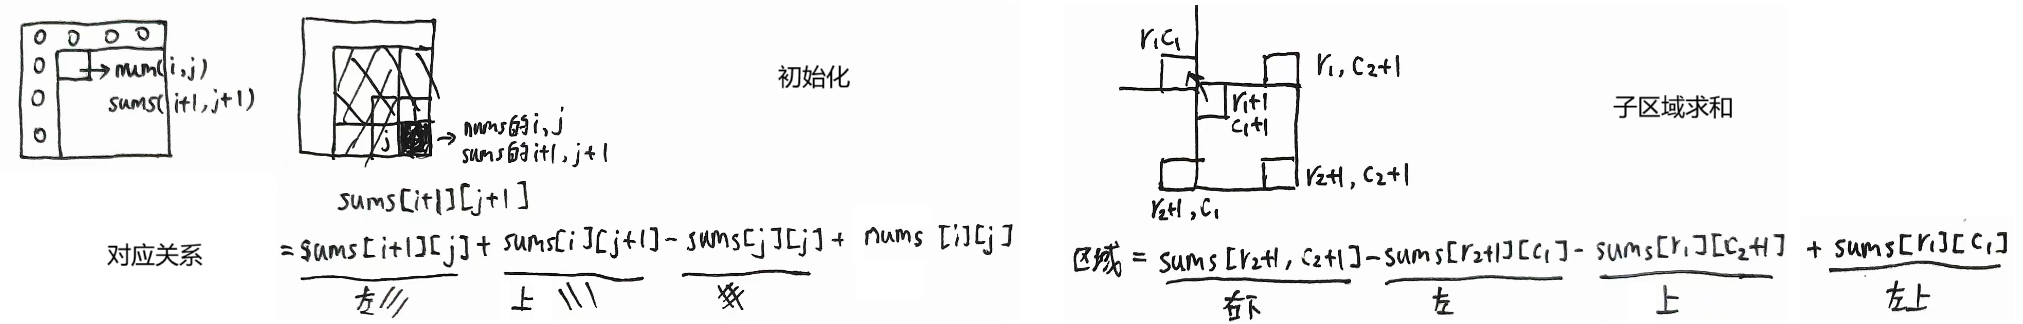 0 0 0 0
0
0
0
num(i,j)
sums(i+1,j+1)
j
nums的i,j
sums的i+1,j+1
初始化
sums[i+1][j+1]
对应关系
=sums[i+1][j]+sums[i][j+1]-sums[j][j]+nums[i][j]
左
上
r1c1
r1,c2+1
r1+1
c1+1
r2+1,c2+1
r2+1,c1
子区域求和
区域=sums[r2+1,c2+1]-sums[r2+1][c1]-sums[r1][c2+1]+sums[r1][c1]
右下
左
上
左上